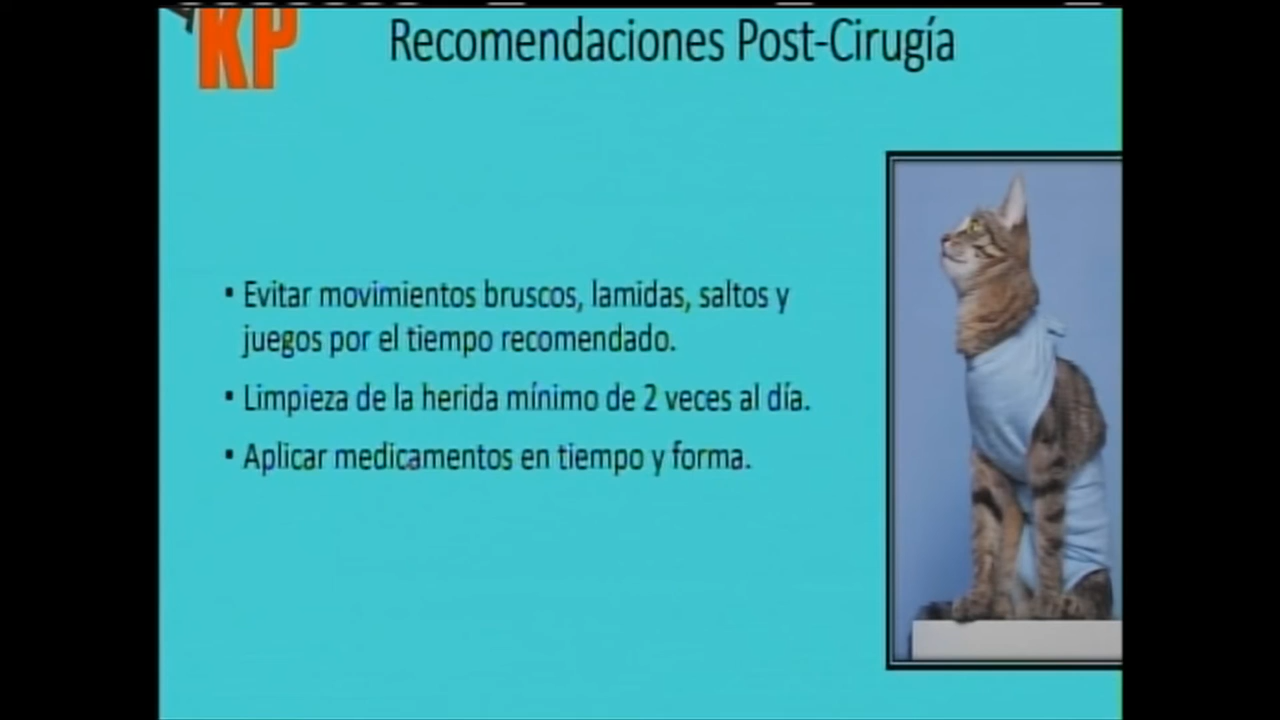 KP
Recomendaciones Post-Cirugía
▪ Evitar movimientos bruscos, lamidas, saltos y
juegos por el tiempo recomendado.
▪ Limpieza de la herida mínimo de 2 veces al día.
▪ Aplicar medicamentos en tiempo y forma.